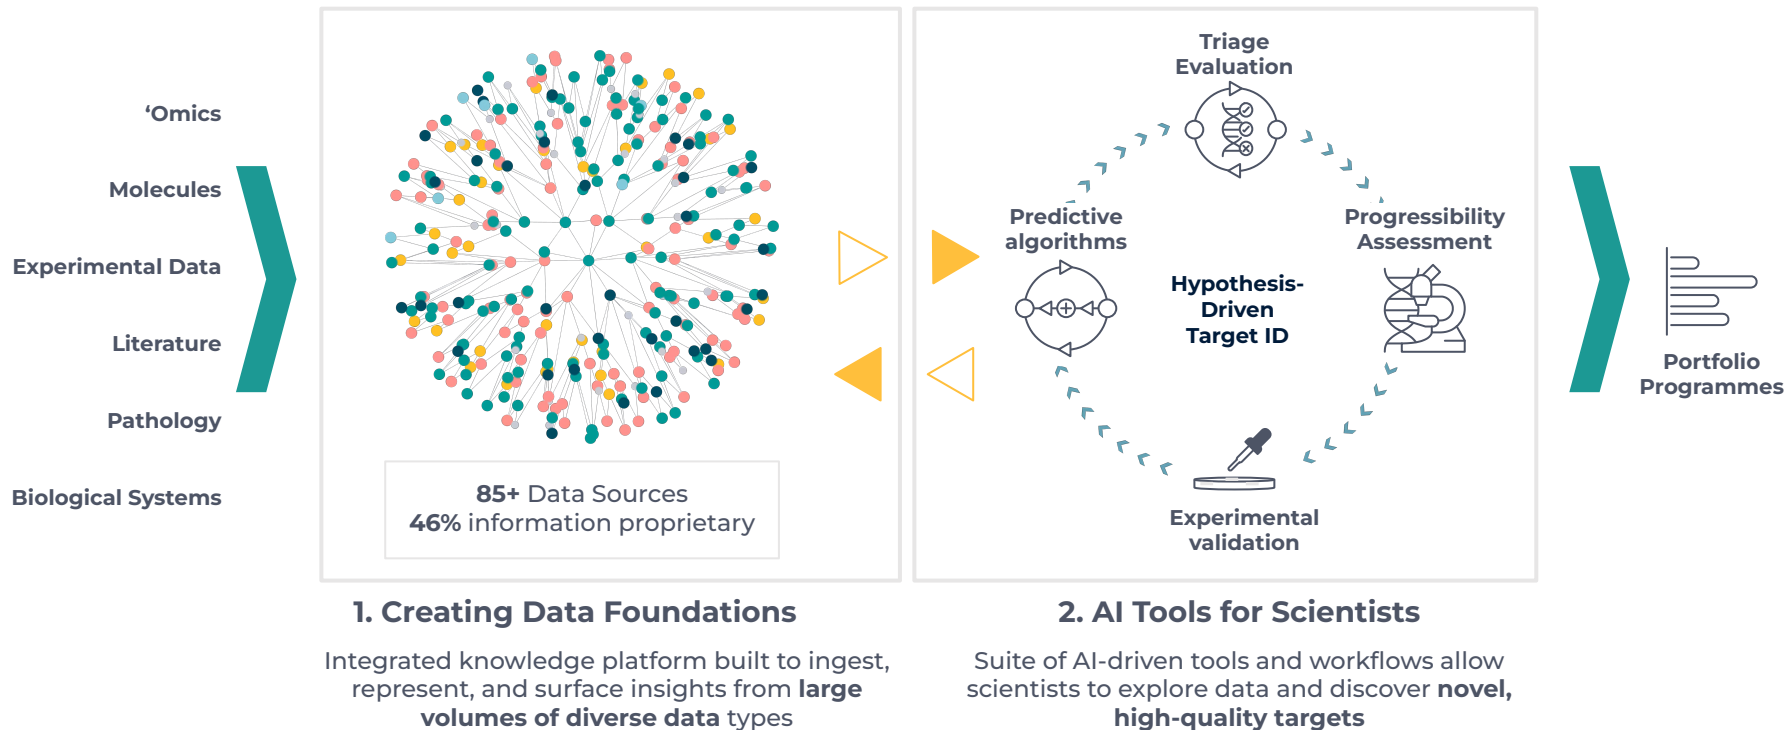 ‘Omics
Molecules
Experimental Data
Literature
Pathology
Biological Systems
85+ Data Sources
46% information proprietary
1. Creating Data Foundations
Integrated knowledge platform built to ingest,
represent, and surface insights from large
volumes of diverse data types
Triage
Evaluation
Predictive
algorithms
Progressibility
Assessment
Hypothesis-
Driven
Target ID
Experimental
validation
2. AI Tools for Scientists
Suite of AI-driven tools and workflows allow
scientists to explore data and discover novel,
high-quality targets
Portfolio
Programmes